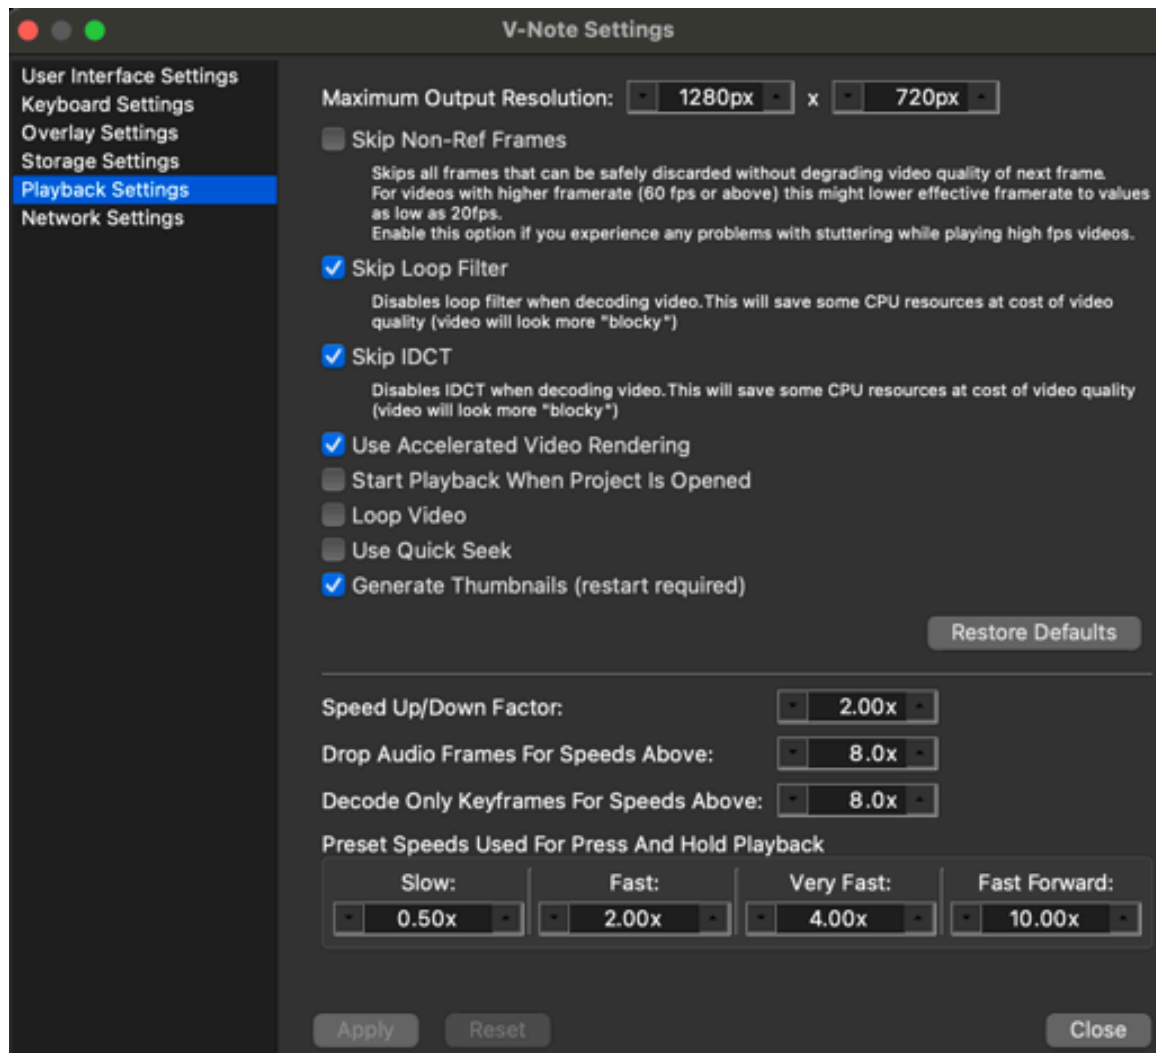 V-Note Settings
User Interface Settings
Keyboard Settings
Overlay Settings
Storage Settings
Playback Settings
Network Settings
Maximum Output Resolution: 1280px x 720px
Skip Non-Ref Frames
Skips all frames that can be safely discarded without degrading video quality of next frame.
For videos with higher framerate (60 fps or above) this might lower effective framerate to values
as low as 20fps.
Enable this option if you experience any problems with stuttering while playing high fps videos.
Skip Loop Filter
Disables loop filter when decoding video.This will save some CPU resources at cost of video
quality (video will look more "blocky")
Skip IDCT
Disables IDCT when decoding video.This will save some CPU resources at cost of video quality
(video will look more "blocky")
Use Accelerated Video Rendering
Start Playback When Project Is Opened
Loop Video
Use Quick Seek
Generate Thumbnails (restart required)
Restore Defaults
Speed Up/Down Factor: 2.00x
Drop Audio Frames For Speeds Above: 8.0x
Decode Only Keyframes For Speeds Above: 8.0x
Preset Speeds Used For Press And Hold Playback
Slow: Fast: Very Fast: Fast Forward:
0.50x 2.00x 4.00x 10.00x
Apply Reset Close